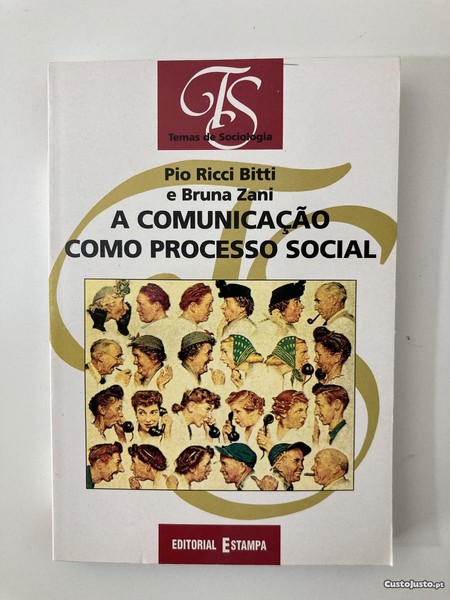 TS
Temas de Sociologia
Pio Ricci Bitti
e Bruna Zani
A COMUNICAÇÃO
COMO PROCESSO SOCIAL
EDITORIAL ESTAMPA
CustoJusto.pt